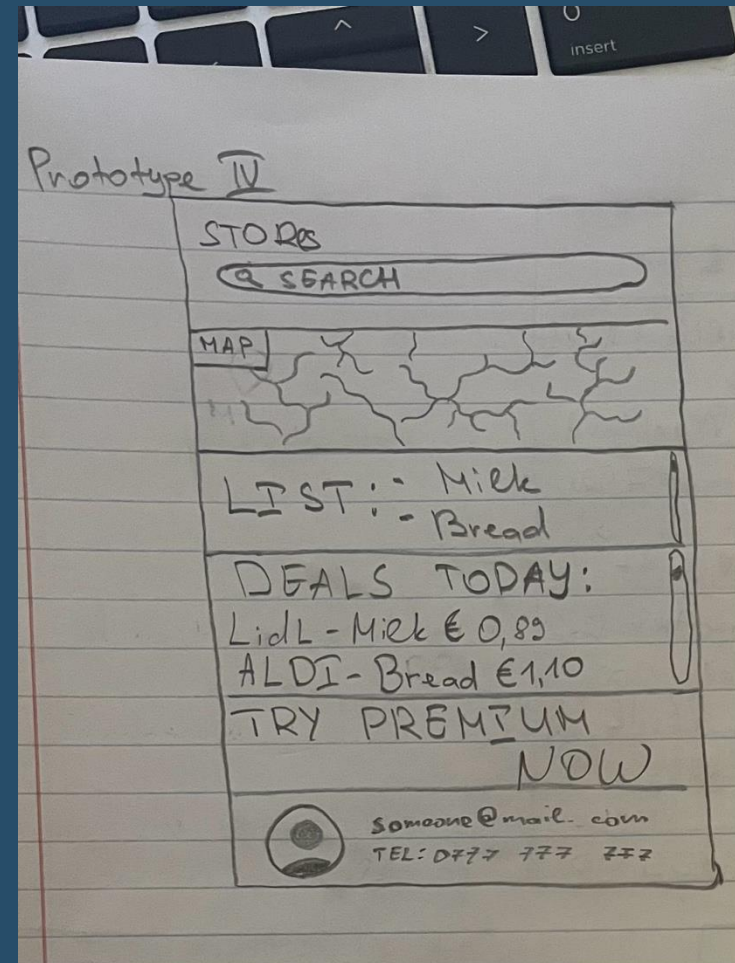 insert
Prototype IV
STORes
SEARCH
MAP
LIST: - Milk
- Bread
DEALS TODAY:
LidL - Milk € 0,89
ALDI - Bread €1,10
TRY PREMIUM
NOW
someone@mail.com
TEL: 0777 777 777